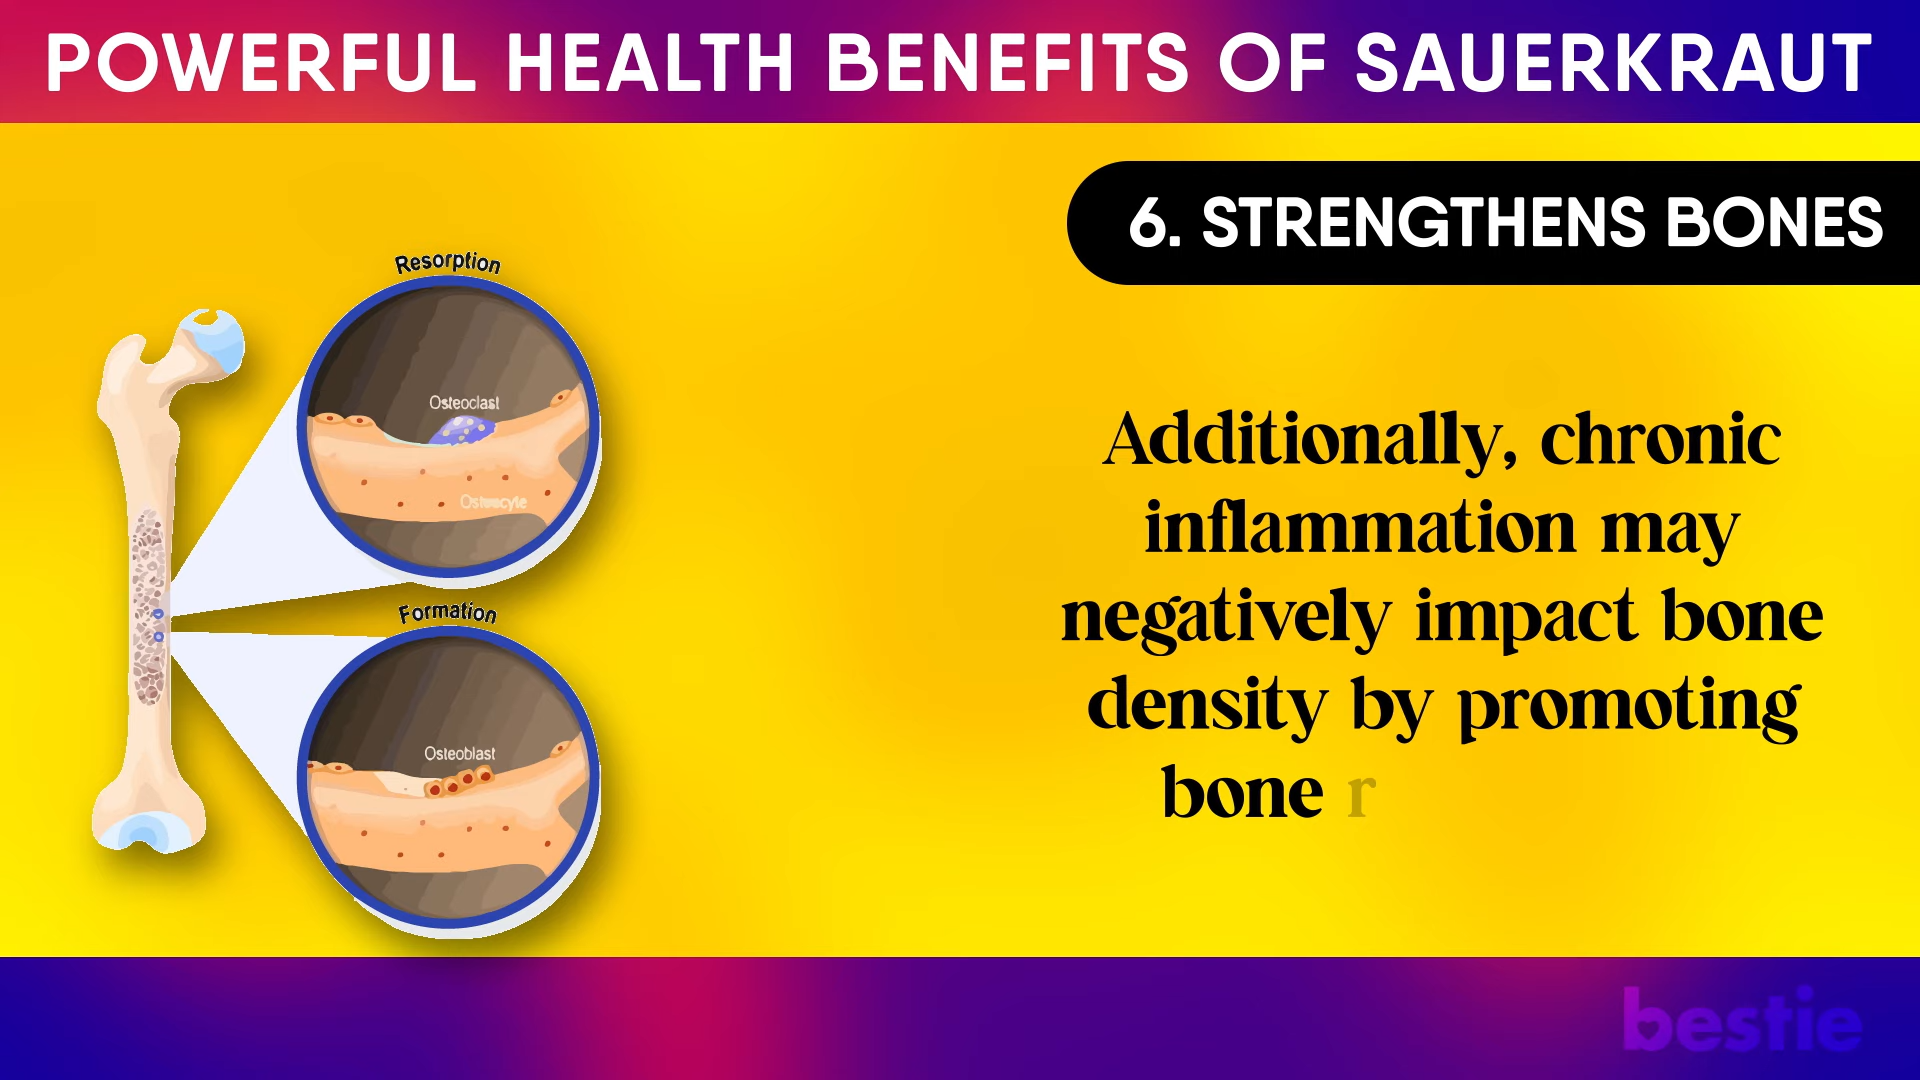 POWERFUL HEALTH BENEFITS OF SAUERKRAUT
6. STRENGTHENS BONES
Resorption
Osteoclast
Osteocyte
Formation
Osteoblast
Additionally, chronic
inflammation may
negatively impact bone
density by promoting
bone r
bestie